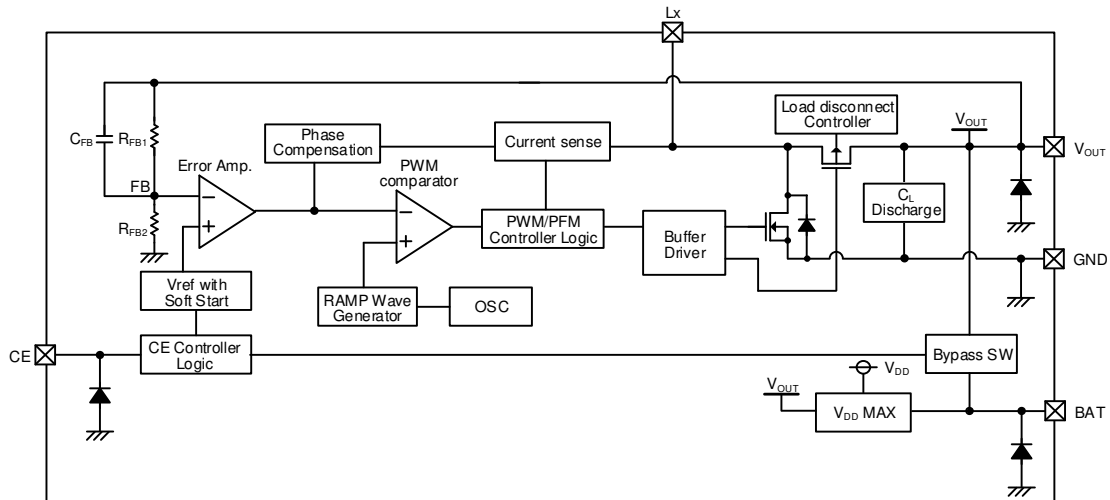 Lx
Load disconnect
Controller
VOUT
CFB
RFB1
Phase
Compensation
Current sense
VOUT
Error Amp.
PWM
comparator
FB
CL
Discharge
RFB2
PWM/PFM
Controller Logic
Buffer
Driver
GND
Vref with
Soft Start
RAMP Wave
Generator
OSC
CE
CE Controller
Logic
Bypass SW
VDD
VOUT
VDD MAX
BAT